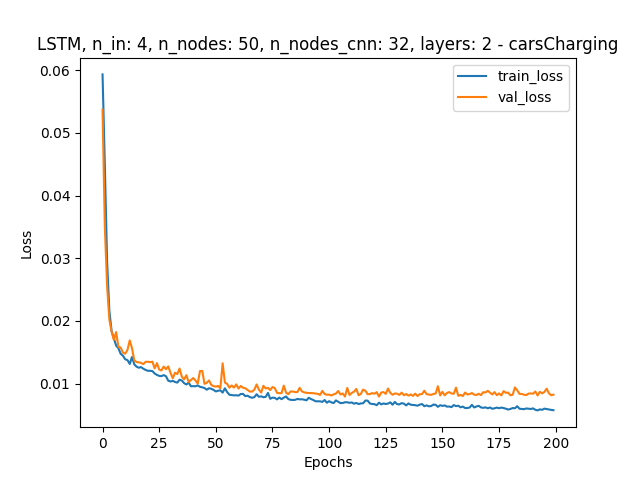 LSTM, n_in: 4, n_nodes: 50, n_nodes_cnn: 32, layers: 2 - carsCharging
train_loss
val_loss
0.06
0.05
0.04
0.03
0.02
0.01
Loss
0 25 50 75 100 125 150 175 200
Epochs